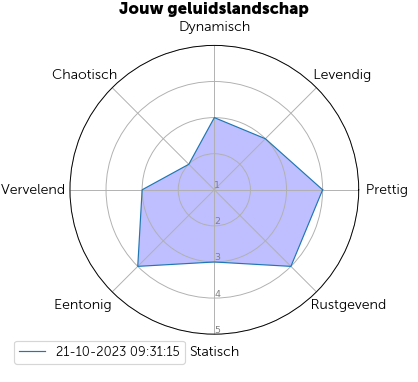 Jouw geluidslandschap
Dynamisch
Chaotisch
Levendig
Vervelend
1
Prettig
2
3
4
Eentonig
Rustgevend
5
21-10-2023 09:31:15
Statisch